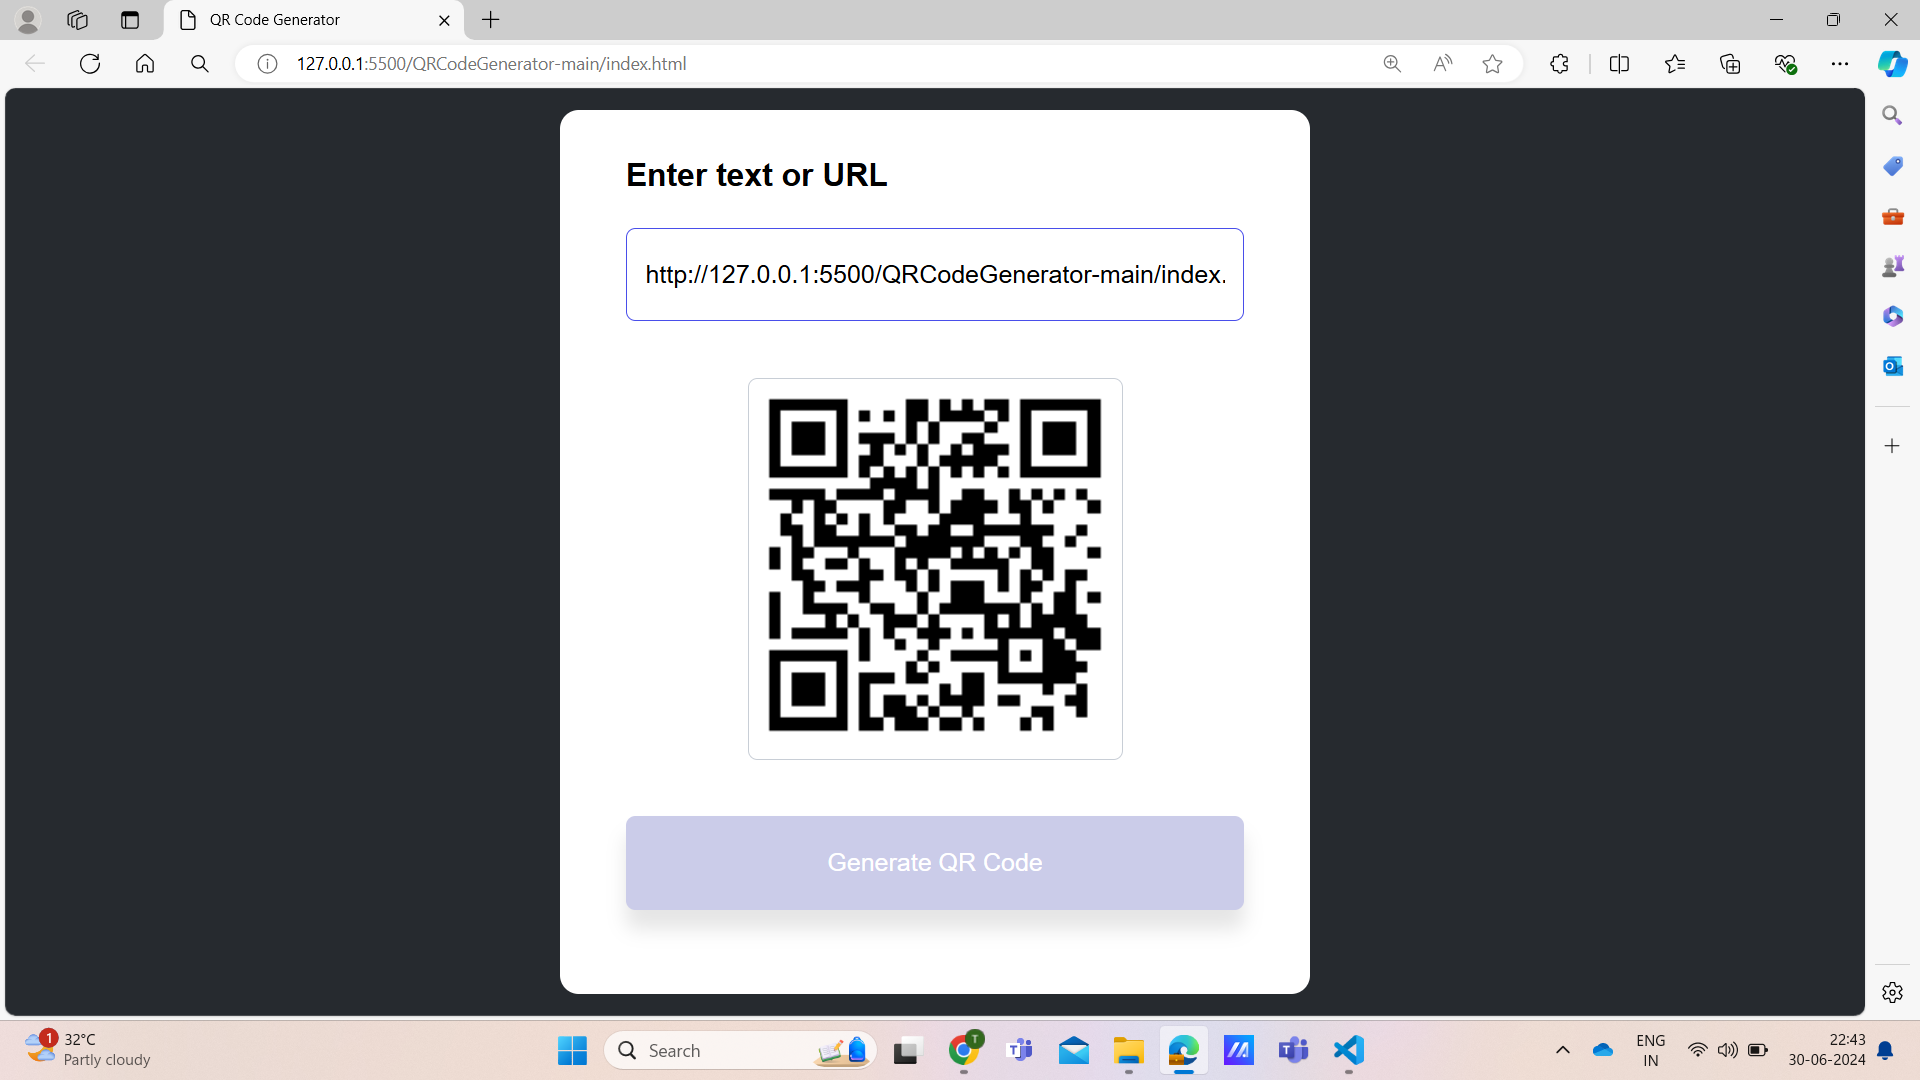 QR Code Generator
127.0.0.1:5500/QRCodeGenerator-main/index.html
Enter text or URL
http://127.0.0.1:5500/QRCodeGenerator-main/index.
Generate QR Code
1
32°C
Partly cloudy
Search
T
ENG
IN
22:43
30-06-2024